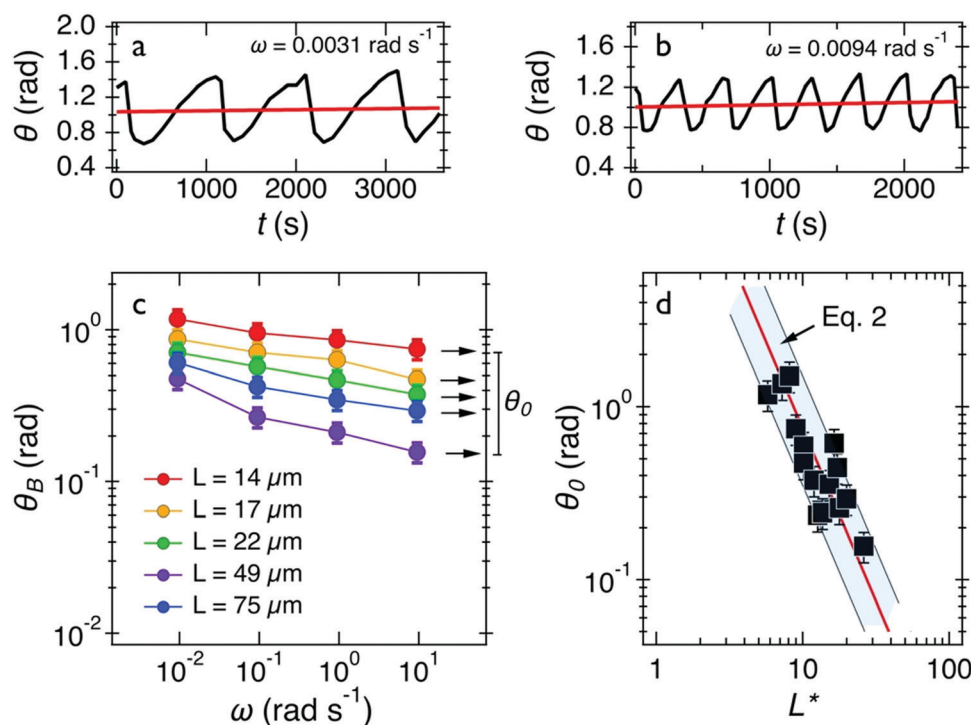 a
ω = 0.0031 rad s⁻¹
2.0
1.6
1.2
0.8
0.4
θ (rad)
0
1000
2000
3000
t (s)
b
ω = 0.0094 rad s⁻¹
1.6
1.2
0.8
0.4
θ (rad)
0
1000
2000
t (s)
c
10⁰
10⁻¹
10⁻²
θ_B (rad)
θ₀
L = 14 µm
L = 17 µm
L = 22 µm
L = 49 µm
L = 75 µm
10⁻² 10⁻¹ 10⁰ 10¹
ω (rad s⁻¹)
d
Eq. 2
10⁰
10⁻¹
θ₀ (rad)
1 10 100
L*